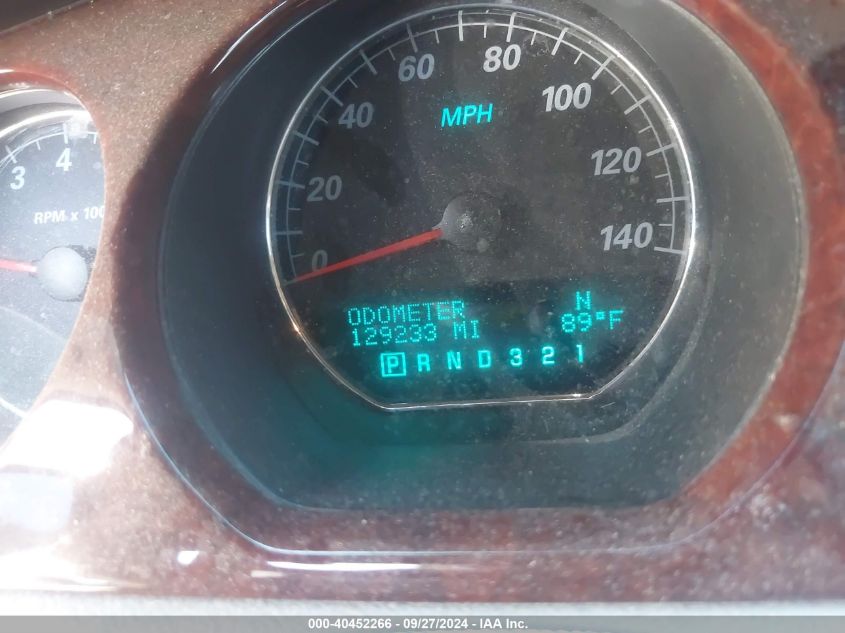 80
60
100
40
MPH
120
20
140
0
4
3
RPM x 100
N
ODOMETER
129233 MI
89°F
P R N D 3 2 1
000-40452266 - 09/27/2024 - IAA Inc.